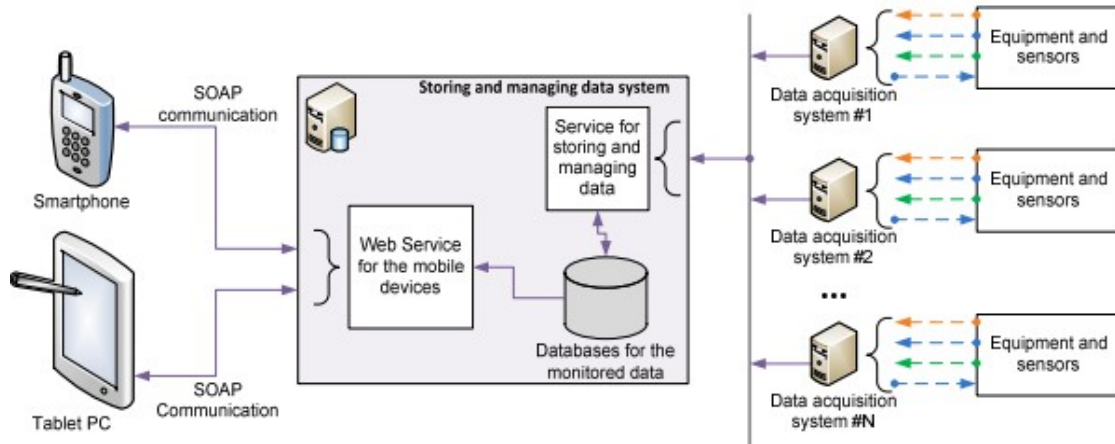 SOAP
communication
Smartphone
Tablet PC
SOAP
Communication
Storing and managing data system
Service for
storing and
managing
data
Web Service
for the mobile
devices
Databases for the
monitored data
Data acquisition
system #1
Equipment and
sensors
Data acquisition
system #2
Equipment and
sensors
...
Data acquisition
system #N
Equipment and
sensors